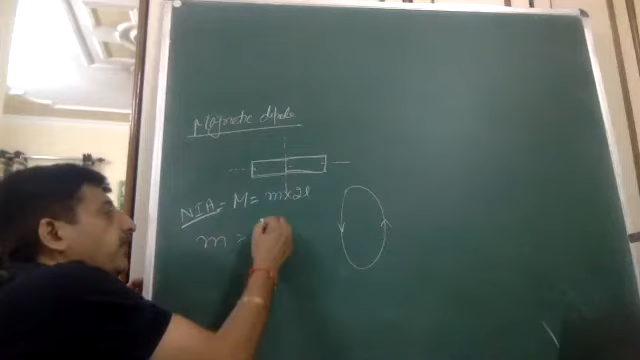 Magnetic dipole
NIA = M = m x 2l
m =